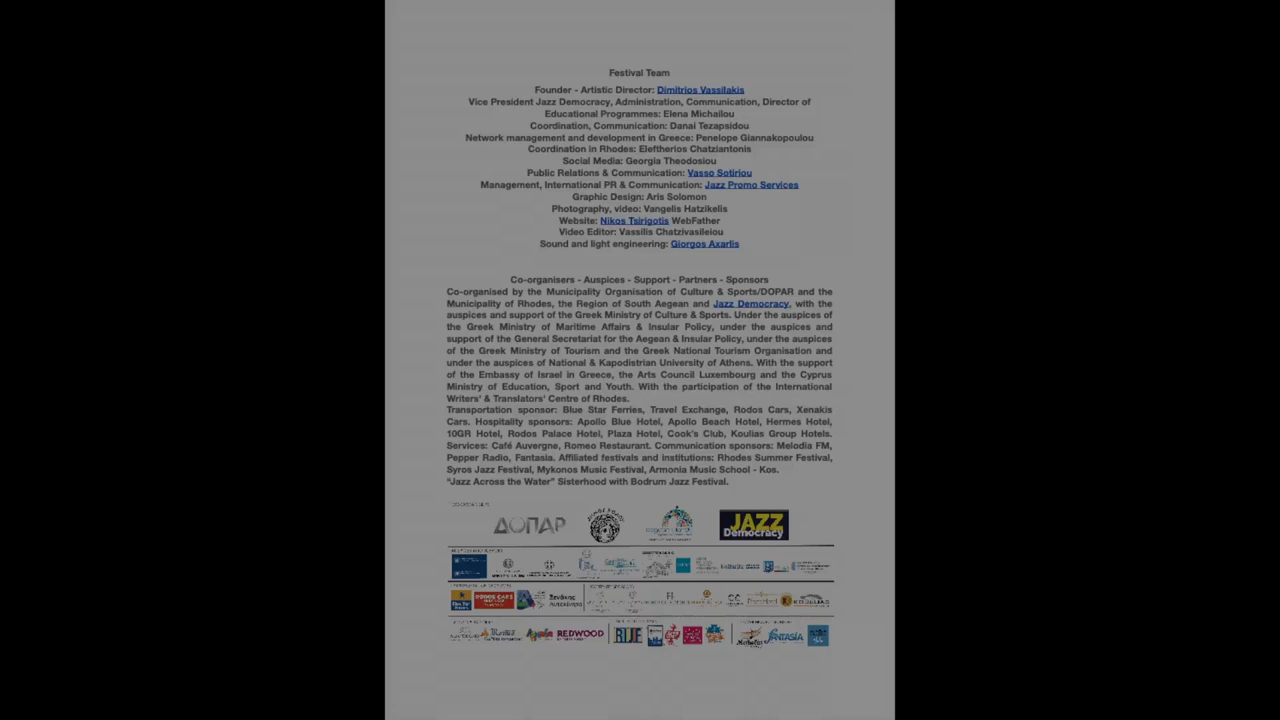 Festival Team
Founder - Artistic Director: Dimitrios Vassilakis
Vice President Jazz Democracy, Administration, Communication, Director of
Educational Programmes: Elena Michailou
Coordination, Communication: Danai Tezapsidou
Network management and development in Greece: Penelope Giannakopoulou
Coordination in Rhodes: Eleftherios Chatziantonis
Social Media: Georgia Theodosiou
Public Relations & Communication: Vasso Sotiriou
Management, International PR & Communication: Jazz Promo Services
Graphic Design: Aris Solomon
Photography, video: Vangelis Hatzikelis
Website: Nikos Tsirigotis WebFather
Video Editor: Vassilis Chatzivasileiou
Sound and light engineering: Giorgos Axarlis
Co-organisers - Auspices - Support - Partners - Sponsors
Co-organised by the Municipality Organisation of Culture & Sports/DOPAR and the
Municipality of Rhodes, the Region of South Aegean and Jazz Democracy, with the
auspices and support of the Greek Ministry of Culture & Sports. Under the auspices of
the Greek Ministry of Maritime Affairs & Insular Policy, under the auspices and
support of the General Secretariat for the Aegean & Insular Policy, under the auspices
of the Greek Ministry of Tourism and the Greek National Tourism Organisation and
under the auspices of National & Kapodistrian University of Athens. With the support
of the Embassy of Israel in Greece, the Arts Council Luxembourg and the Cyprus
Ministry of Education, Sport and Youth. With the participation of the International
Writers' & Translators' Centre of Rhodes.
Transportation sponsor: Blue Star Ferries, Travel Exchange, Rodos Cars, Xenakis
Cars. Hospitality sponsors: Apollo Blue Hotel, Apollo Beach Hotel, Hermes Hotel,
10GR Hotel, Rodos Palace Hotel, Plaza Hotel, Cook's Club, Koulias Group Hotels.
Services: Café Auvergne, Romeo Restaurant. Communication sponsors: Melodia FM,
Pepper Radio, Fantasia. Affiliated festivals and institutions: Rhodes Summer Festival,
Syros Jazz Festival, Mykonos Music Festival, Armonia Music School - Kos.
“Jazz Across the Water” Sisterhood with Bodrum Jazz Festival.
ΔΟΠΑΡ
JAZZ
Democracy
RODOS CARS
Ξενάκης
Αυτοκίνητα
REDWOOD
FANTASIA